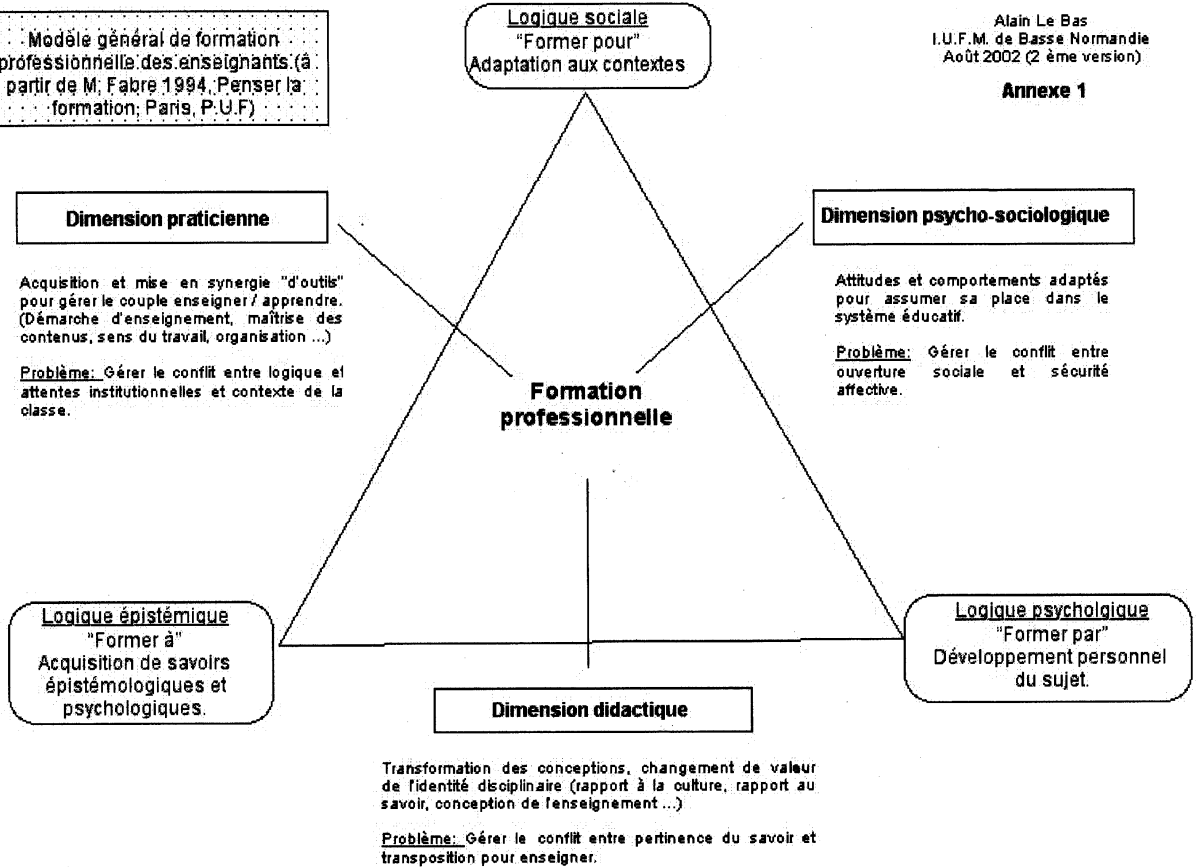 Modèle général de formation
professionnelle des enseignants (à
partir de M; Fabre 1994, Penser la
formation; Paris, P.U.F)
Logique sociale
"Former pour"
Adaptation aux contextes
Alain Le Bas
I.U.F.M. de Basse Normandie
Août 2002 (2 ème version)
Annexe 1
Dimension praticienne
Acquisition et mise en synergie "d'outils"
pour gérer le couple enseigner / apprendre.
(Démarche d'enseignement, maîtrise des
contenus, sens du travail, organisation ...)
Problème: Gérer le conflit entre logique et
attentes institutionnelles et contexte de la
classe.
Dimension psycho-sociologique
Attitudes et comportements adaptés
pour assumer sa place dans le
système éducatif.
Problème: Gérer le conflit entre
ouverture sociale et sécurité
affective.
Formation
professionnelle
Logique épistémique
"Former à"
Acquisition de savoirs
épistémologiques et
psychologiques.
Logique psycholgique
"Former par"
Développement personnel
du sujet.
Dimension didactique
Transformation des conceptions, changement de valeur
de l'identité disciplinaire (rapport à la culture, rapport au
savoir, conception de l'enseignement ...)
Problème: Gérer le conflit entre pertinence du savoir et
transposition pour enseigner.